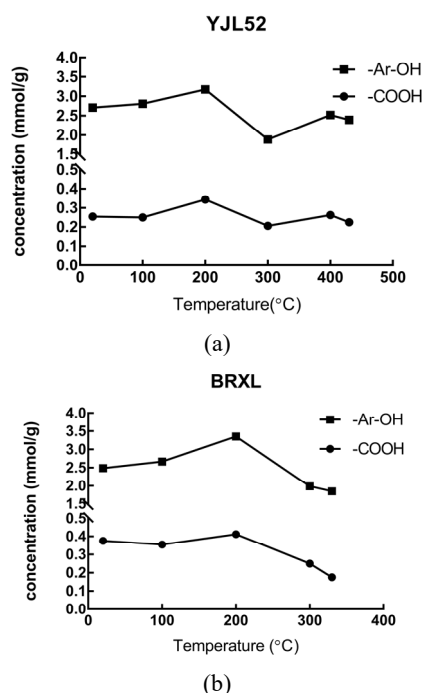 YJL52
concentration (mmol/g)
4.0
3.5
3.0
2.5
2.0
1.5
0.5
0.4
0.3
0.2
0.1
0.0
-Ar-OH
-COOH
0 100 200 300 400 500
Temperature(°C)
(a)
BRXL
concentration (mmol/g)
4.0
3.5
3.0
2.5
2.0
1.5
0.5
0.4
0.3
0.2
0.1
0.0
-Ar-OH
-COOH
0 100 200 300 400
Temperature (°C)
(b)